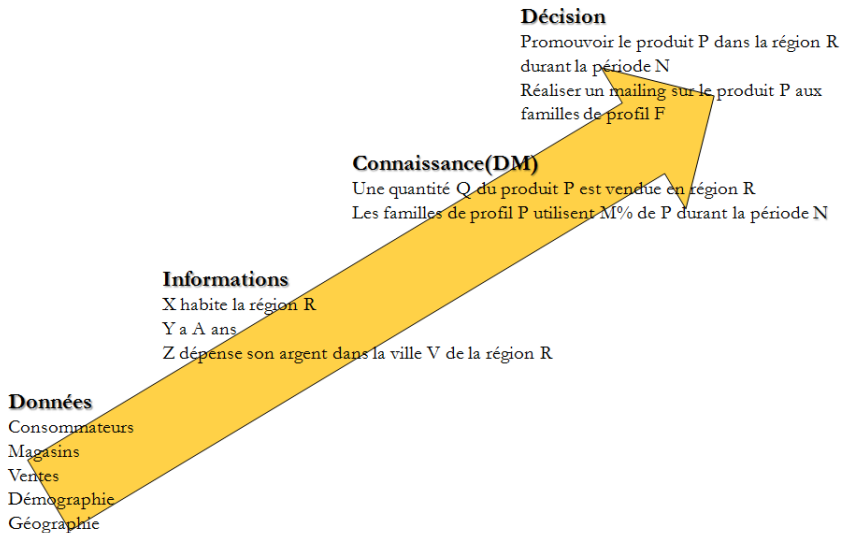 Décision
Promouvoir le produit P dans la région R
durant la période N
Réaliser un mailing sur le produit P aux
familles de profil F
Connaissance(DM)
Une quantité Q du produit P est vendue en région R
Les familles de profil P utilisent M% de P durant la période N
Informations
X habite la région R
Y a A ans
Z dépense son argent dans la ville V de la région R
Données
Consommateurs
Magasins
Ventes
Démographie
Géographie